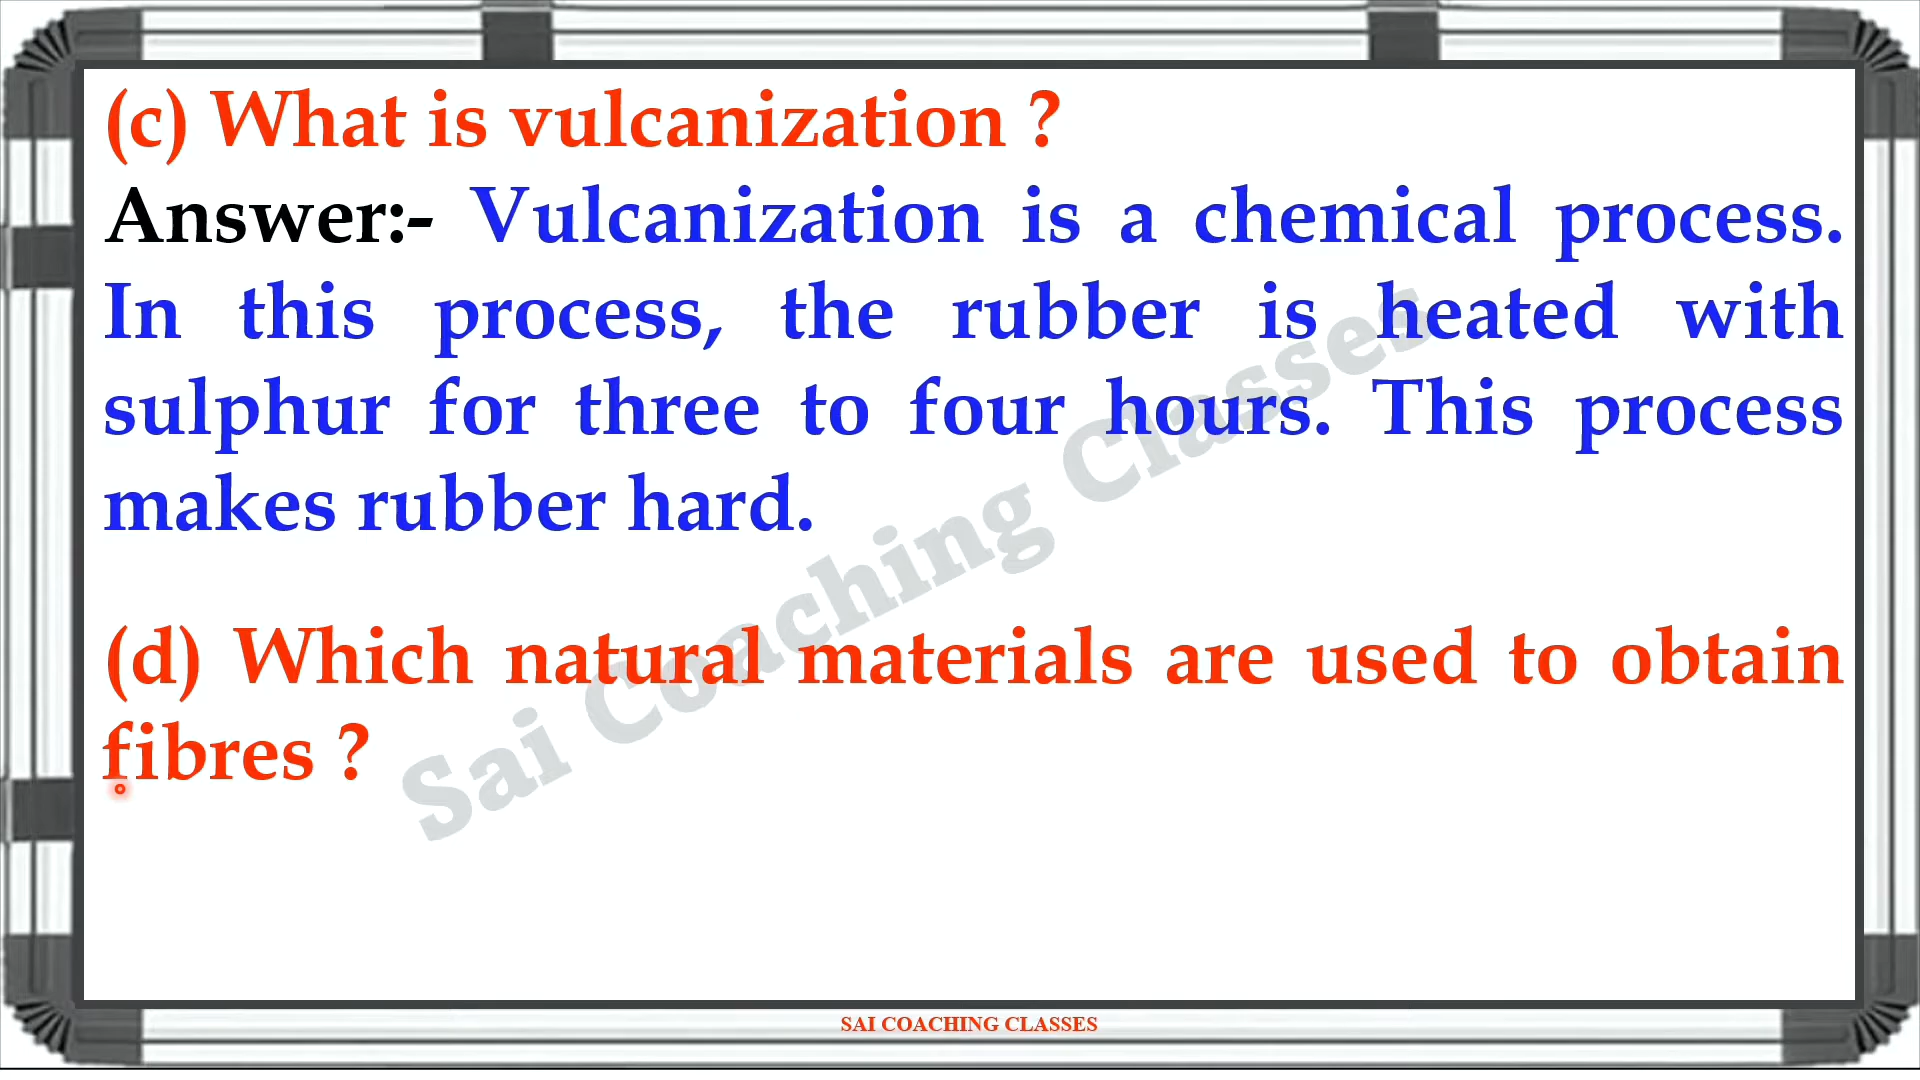 (c) What is vulcanization ?
Answer:- Vulcanization is a chemical process.
In this process, the rubber is heated with
sulphur for three to four hours. This process
makes rubber hard.
(d) Which natural materials are used to obtain
fibres ?
Sai Coaching Classes
SAI COACHING CLASSES